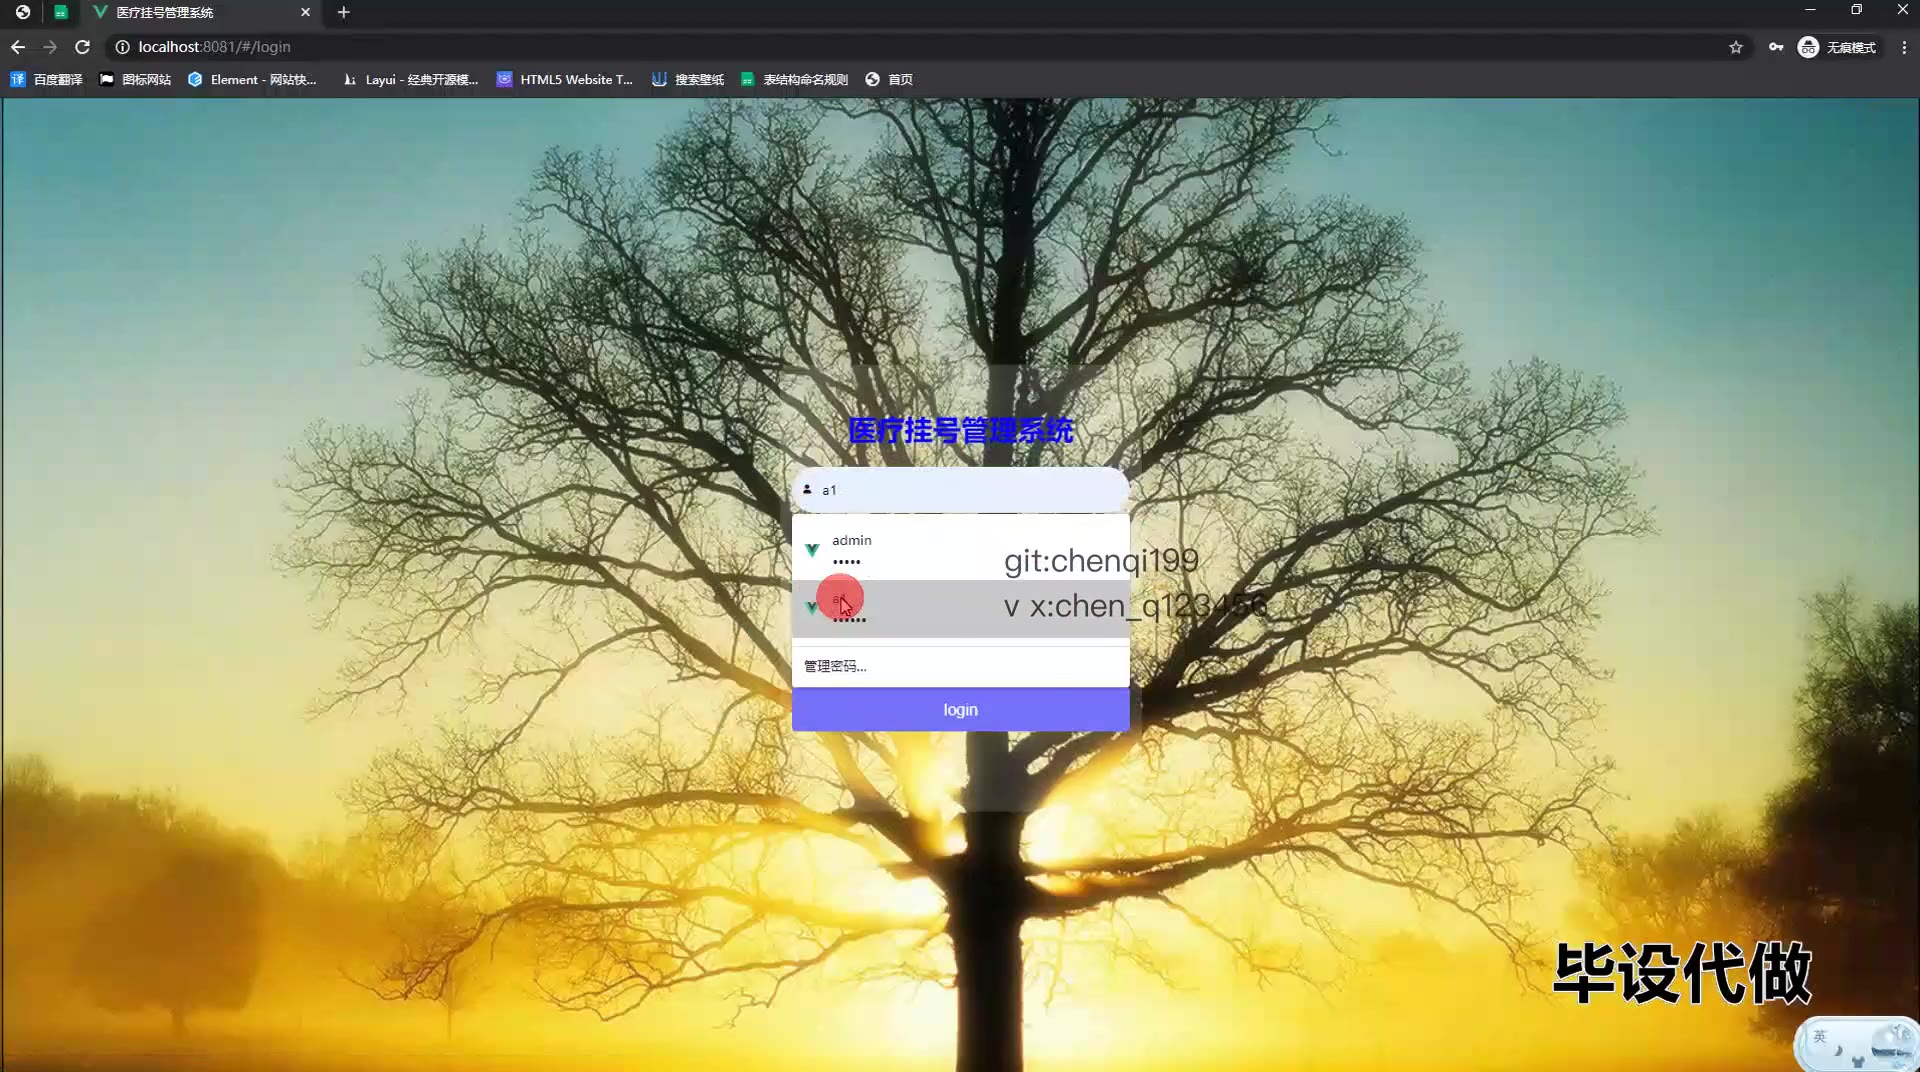 医疗挂号管理系统
localhost:8081/#/login
无痕模式
百度翻译
图标网站
Element - 网站快...
Layui - 经典开源模...
HTML5 Website T...
搜索壁纸
表结构命名规则
首页
医疗挂号管理系统
a1
admin
•••••
git:chenqi199
v x:chen_q123456
••••••
管理密码...
login
毕设代做
英